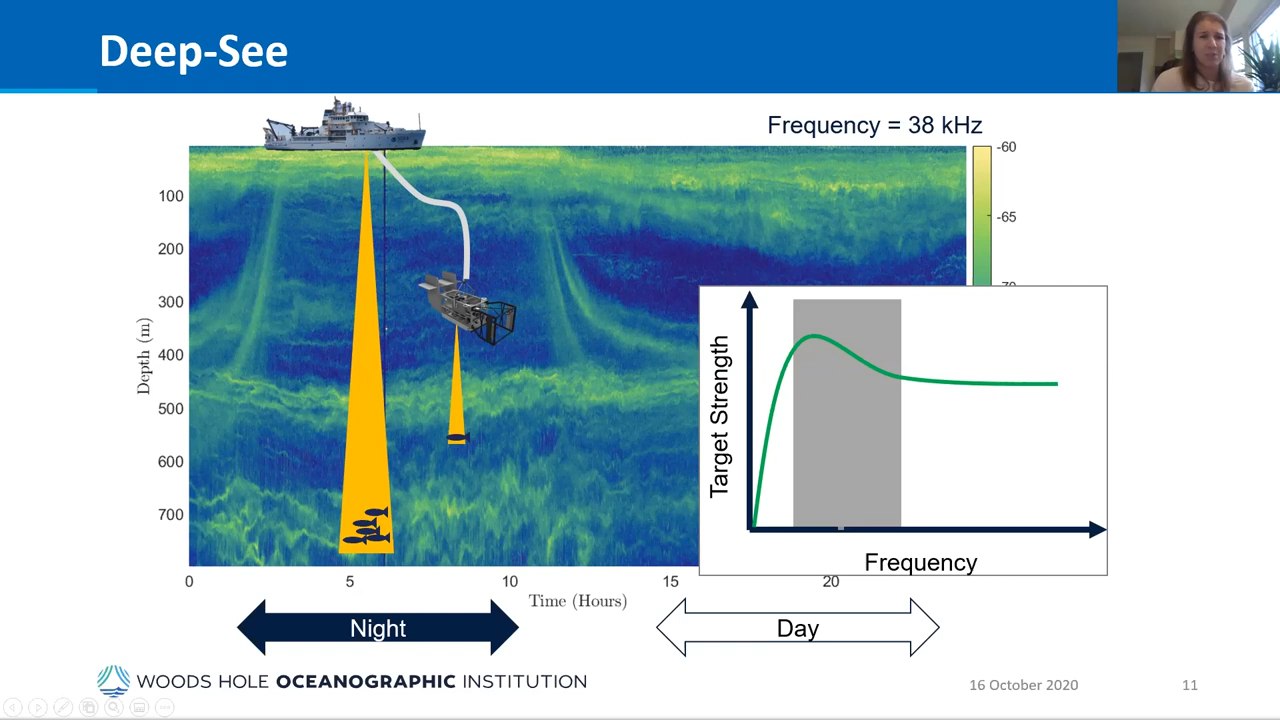 Deep-See
Frequency = 38 kHz
-60
-65
100
200
300
400
500
600
700
Depth (m)
0
5
10
15
20
Time (Hours)
Target Strength
Frequency
Night
Day
WOODS HOLE OCEANOGRAPHIC INSTITUTION
16 October 2020
11